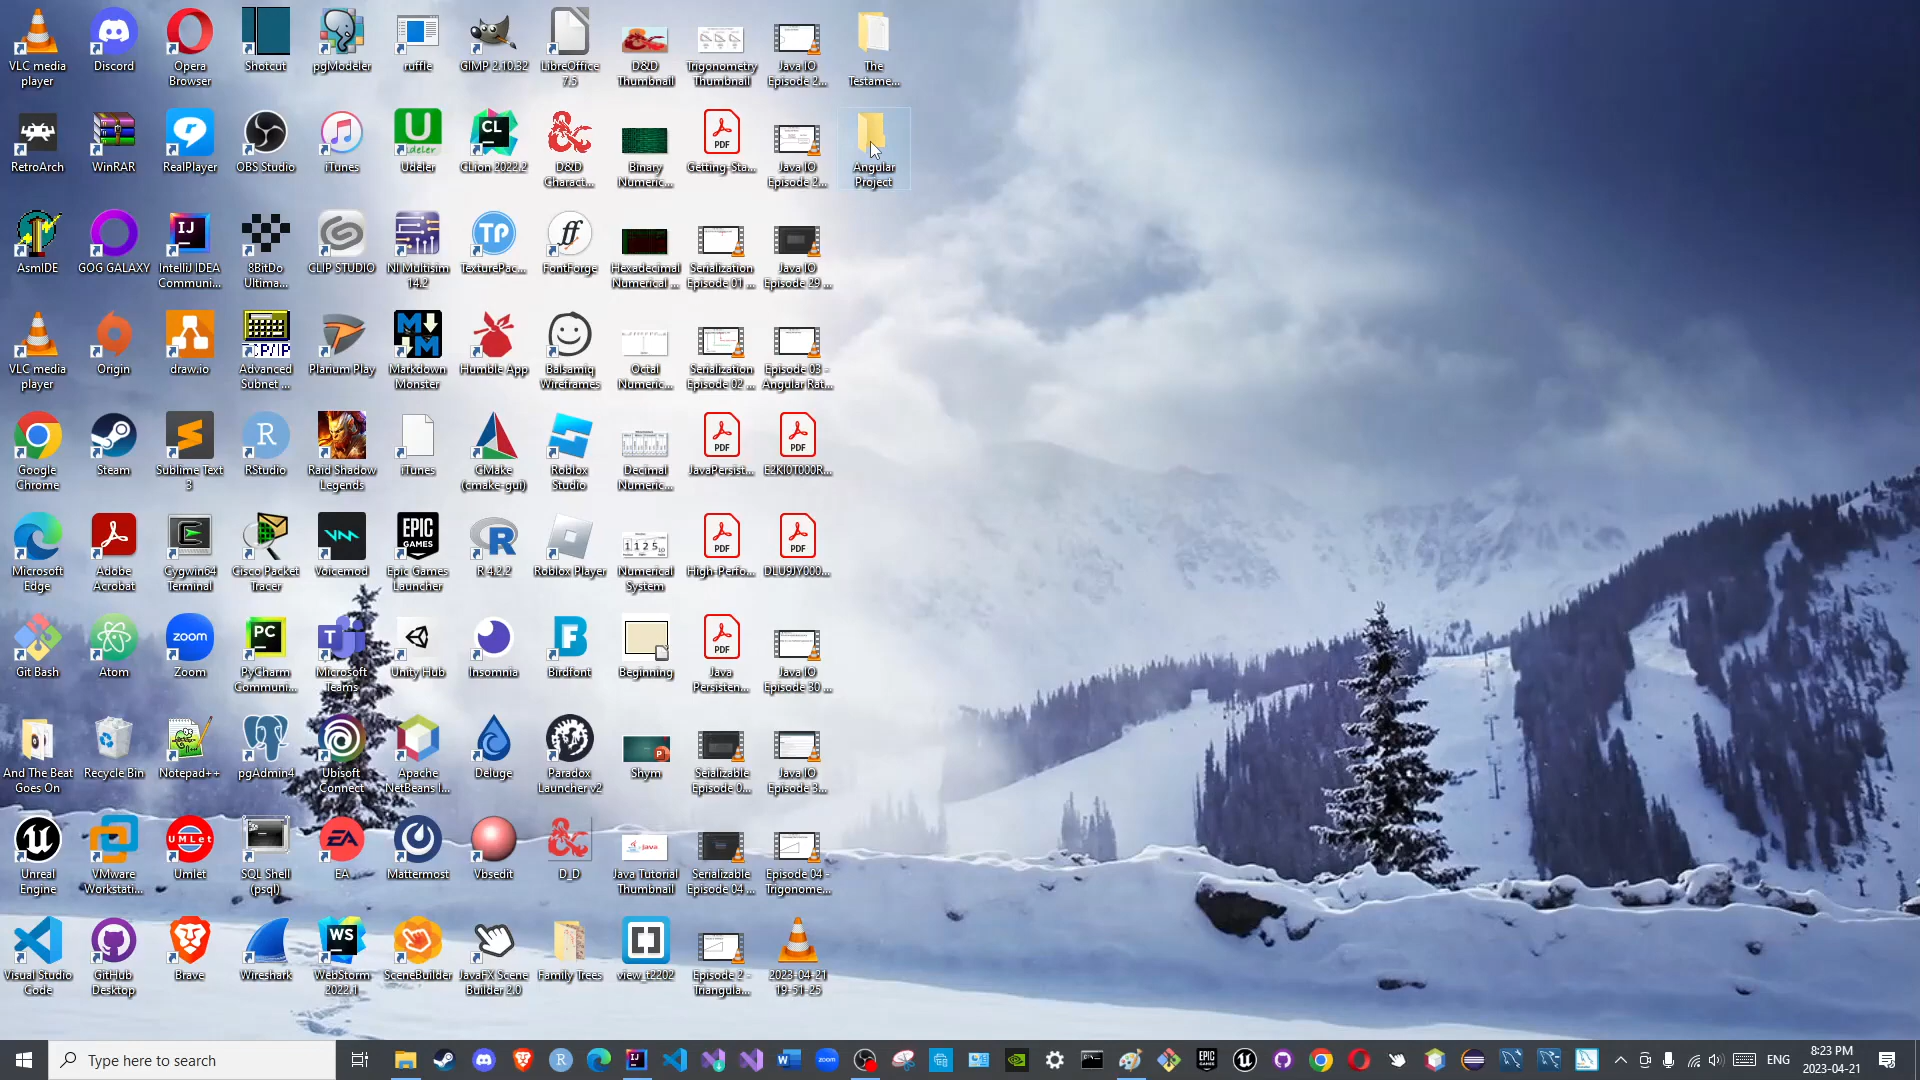 VLC media
player
Discord
Opera
Browser
Shotcut
pgModeler
ruffle
GIMP 2.10.32
LibreOffice
7.5
D&D
Thumbnail
Trigonometry
Thumbnail
Java IO
Episode 2...
The
Testame...
RetroArch
WinRAR
RealPlayer
OBS Studio
iTunes
Udeler
CLion 2022.2
D&D
Charact...
Binary
Numeric...
Getting-Sta...
Java IO
Episode 2...
Angular
Project
AsmIDE
GOG GALAXY
IntelliJ IDEA
Communi...
8BitDo
Ultima...
CLIP STUDIO
NI Multisim
14.2
TexturePac...
FontForge
Hexadecimal
Numerical ...
Serialization
Episode 01 ...
Java IO
Episode 29 ...
VLC media
player
Origin
draw.io
Advanced
Subnet ...
Plarium Play
Markdown
Monster
Humble App
Balsamiq
Wireframes
Octal
Numeric...
Serialization
Episode 02 ...
Episode 03 -
Angular Rat...
Google
Chrome
Steam
Sublime Text
3
RStudio
Raid Shadow
Legends
iTunes
CMake
(cmake-gui)
Roblox
Studio
Decimal
Numeric...
JavaPersist...
E2KI0T000R...
Microsoft
Edge
Adobe
Acrobat
Cygwin64
Terminal
Cisco Packet
Tracer
Voicemod
Epic Games
Launcher
R 4.2.2
Roblox Player
Numerical
System
High-Perfo...
DLU9JY000...
Git Bash
Atom
Zoom
PyCharm
Communi...
Microsoft
Teams
Unity Hub
Insomnia
Birdfont
Beginning
Java
Persisten...
Java IO
Episode 30 ...
And The Beat
Goes On
Recycle Bin
Notepad++
pgAdmin4
Ubisoft
Connect
Apache
NetBeans I...
Deluge
Paradox
Launcher v2
Shym
Seializable
Episode 0...
Java IO
Episode 3...
Unreal
Engine
VMware
Workstati...
Umlet
SQL Shell
(psql)
EA
Mattermost
Vbsedit
D_D
Java Tutorial
Thumbnail
Serializable
Episode 04 ...
Episode 04 -
Trigonome...
Visual Studio
Code
GitHub
Desktop
Brave
Wireshark
WebStorm
2022.1
SceneBuilder
JavaFX Scene
Builder 2.0
Family Trees
view_t2202
Episode 2 -
Triangula...
2023-04-21
19-51-25
Type here to search
ENG
8:23 PM
2023-04-21